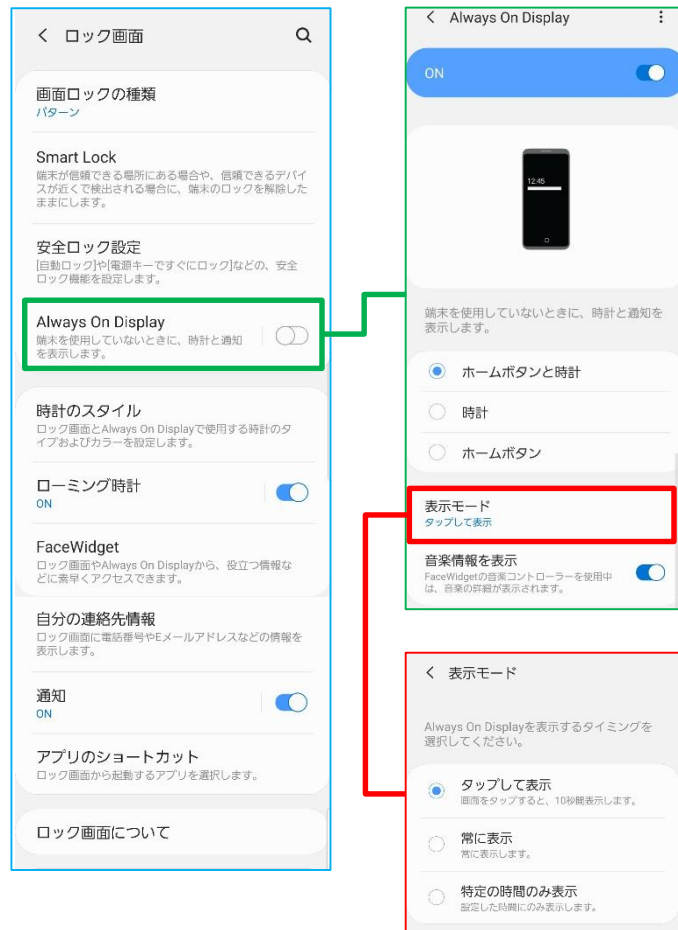 ロック画面
画面ロックの種類
パターン
Smart Lock
端末が信頼できる場所にある場合や、信頼できるデバイ
スが近くで検出される場合に、端末のロックを解除した
ままにします。
安全ロック設定
[自動ロック]や[電源キーですぐにロック]などの、安全
ロック機能を設定します。
Always On Display
端末を使用していないときに、時計と通知
を表示します。
時計のスタイル
ロック画面とAlways On Displayで使用する時計のタ
イプおよびカラーを設定します。
ローミング時計
ON
FaceWidget
ロック画面やAlways On Displayから、役立つ情報な
どに素早くアクセスできます。
自分の連絡先情報
ロック画面に電話番号やEメールアドレスなどの情報を
表示します。
通知
ON
アプリのショートカット
ロック画面から起動するアプリを選択します。
ロック画面について
Always On Display
ON
12:45
端末を使用していないときに、時計と通知を
表示します。
ホームボタンと時計
時計
ホームボタン
表示モード
タップして表示
音楽情報を表示
FaceWidgetの音楽コントローラーを使用中
は、音楽の詳細が表示されます。
表示モード
Always On Displayを表示するタイミングを
選択してください。
タップして表示
画面をタップすると、10秒間表示します。
常に表示
常に表示します。
特定の時間のみ表示
設定した時間にのみ表示します。